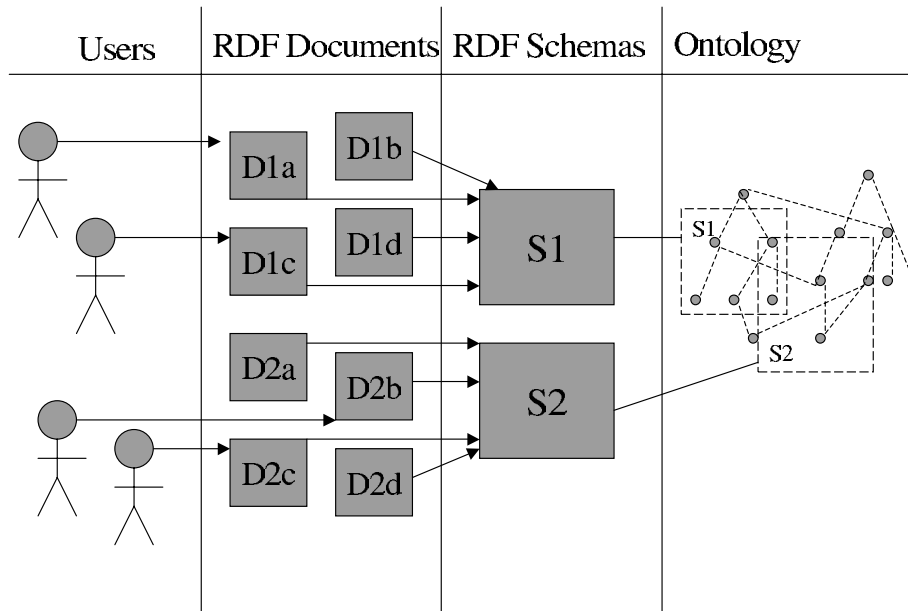 Users
RDF Documents
RDF Schemas
Ontology
D1a
D1b
D1c
D1d
S1
S1
D2a
D2b
D2c
D2d
S2
S2